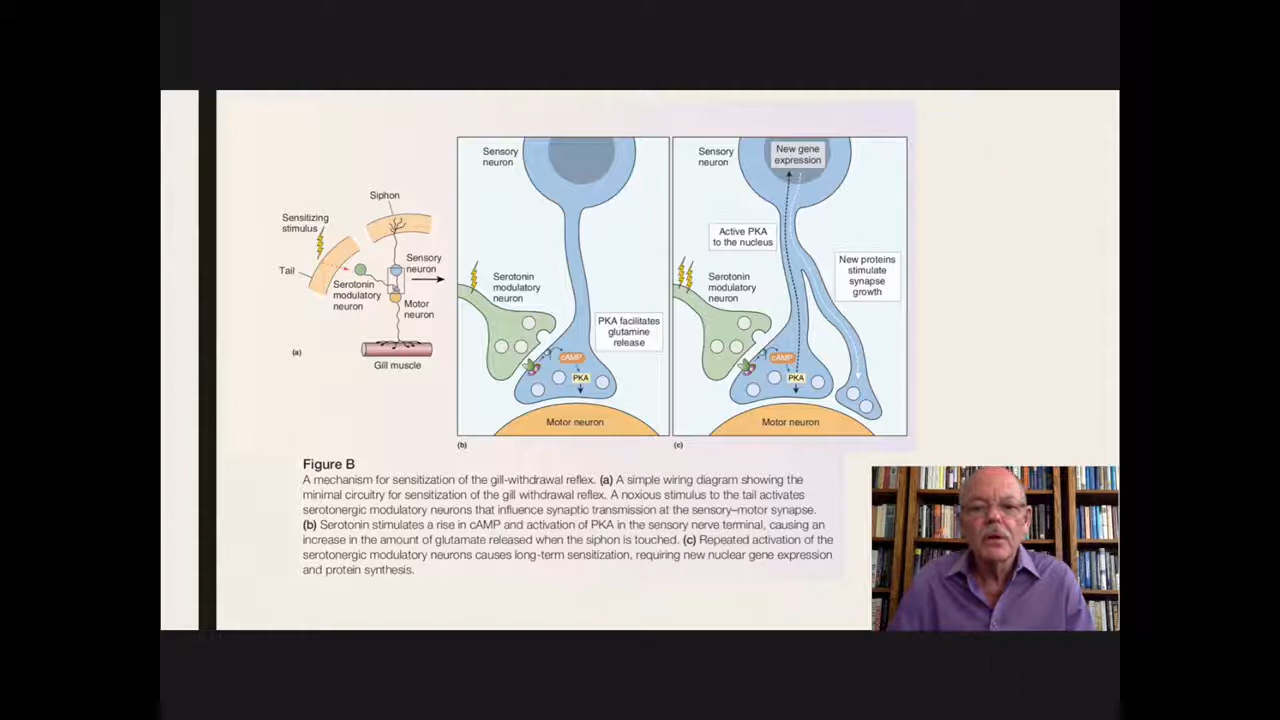 Siphon
Sensitizing
stimulus
Tail
Serotonin
modulatory
neuron
Sensory
neuron
Motor
neuron
Gill muscle
(a)
Sensory
neuron
Serotonin
modulatory
neuron
PKA facilitates
glutamine
release
cAMP
PKA
Motor neuron
(b)
Sensory
neuron
New gene
expression
Active PKA
to the nucleus
New proteins
stimulate
synapse
growth
Serotonin
modulatory
neuron
cAMP
PKA
Motor neuron
(c)
Figure B
A mechanism for sensitization of the gill-withdrawal reflex. (a) A simple wiring diagram showing the
minimal circuitry for sensitization of the gill withdrawal reflex. A noxious stimulus to the tail activates
serotonergic modulatory neurons that influence synaptic transmission at the sensory–motor synapse.
(b) Serotonin stimulates a rise in cAMP and activation of PKA in the sensory nerve terminal, causing an
increase in the amount of glutamate released when the siphon is touched. (c) Repeated activation of the
serotonergic modulatory neurons causes long-term sensitization, requiring new nuclear gene expression
and protein synthesis.